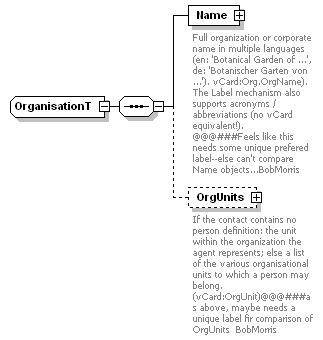 Name
Full organization or corporate
name in multiple languages
(en: 'Botanical Garden of ...',
de: 'Botanischer Garten von
...'). vCard:Org.OrgName).
The Label mechanism also
supports acronyms /
abbreviations (no vCard
equivalent!).
@@@###Feels like this
needs some unique prefered
label--else can't compare
Name objects...BobMorris
OrganisationT
OrgUnits
If the contact contains no
person definition: the unit
within the organization the
agent represents; else a list
of the various organisational
units to which a person may
belong.
(vCard:OrgUnit)@@@###a
s above, maybe needs a
unique label fir comparison of
OrgUnits  BobMorris